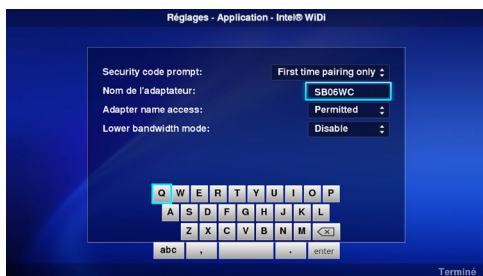 Réglages - Application - Intel® WiDi
Security code prompt: First time pairing only
Nom de l'adaptateur: SB06WC
Adapter name access: Permitted
Lower bandwidth mode: Disable
Q W E R T Y U I O P
A S D F G H J K L
Z X C V B N M
abc , . enter
Terminé